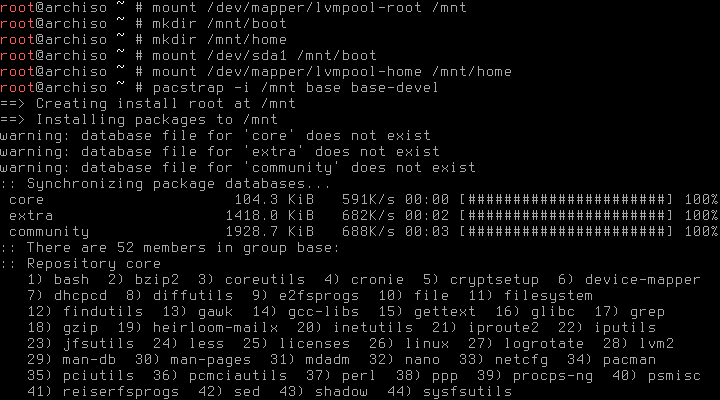 root@archiso ~ # mount /dev/mapper/lvmpool-root /mnt
root@archiso ~ # mkdir /mnt/boot
root@archiso ~ # mkdir /mnt/home
root@archiso ~ # mount /dev/sda1 /mnt/boot
root@archiso ~ # mount /dev/mapper/lvmpool-home /mnt/home
root@archiso ~ # pacstrap -i /mnt base base-devel
==> Creating install root at /mnt
==> Installing packages to /mnt
warning: database file for 'core' does not exist
warning: database file for 'extra' does not exist
warning: database file for 'community' does not exist
:: Synchronizing package databases...
core 104.3 KiB 591K/s 00:00 [######################] 100%
extra 1418.0 KiB 682K/s 00:02 [######################] 100%
community 1928.7 KiB 688K/s 00:03 [######################] 100%
:: There are 52 members in group base:
:: Repository core
1) bash 2) bzip2 3) coreutils 4) cronie 5) cryptsetup 6) device-mapper
7) dhcpcd 8) diffutils 9) e2fsprogs 10) file 11) filesystem
12) findutils 13) gawk 14) gcc-libs 15) gettext 16) glibc 17) grep
18) gzip 19) heirloom-mailx 20) inetutils 21) iproute2 22) iputils
23) jfsutils 24) less 25) licenses 26) linux 27) logrotate 28) lvm2
29) man-db 30) man-pages 31) mdadm 32) nano 33) netcfg 34) pacman
35) pciutils 36) pcmciautils 37) perl 38) ppp 39) procps-ng 40) psmisc
41) reiserfsprogs 42) sed 43) shadow 44) sysfsutils